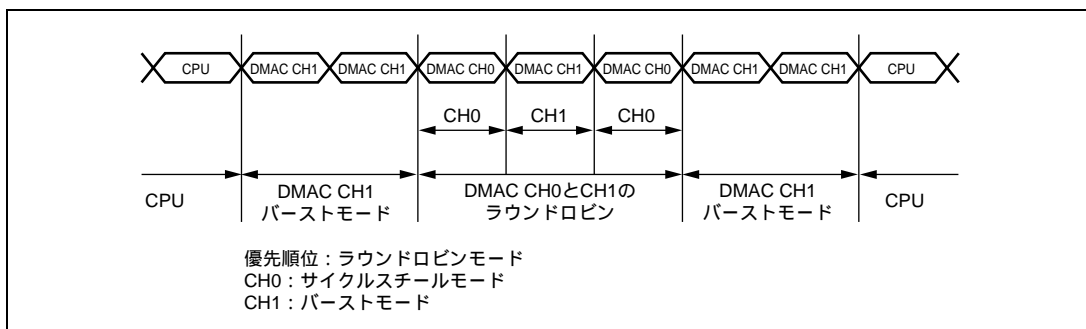 CPU DMAC CH1 DMAC CH1 DMAC CH0 DMAC CH1 DMAC CH0 DMAC CH1 DMAC CH1 CPU
CH0 CH1 CH0
CPU DMAC CH1 DMAC CH0とCH1の DMAC CH1 CPU
バーストモード ラウンドロビン バーストモード
優先順位：ラウンドロビンモード
CH0：サイクルスチールモード
CH1：バーストモード